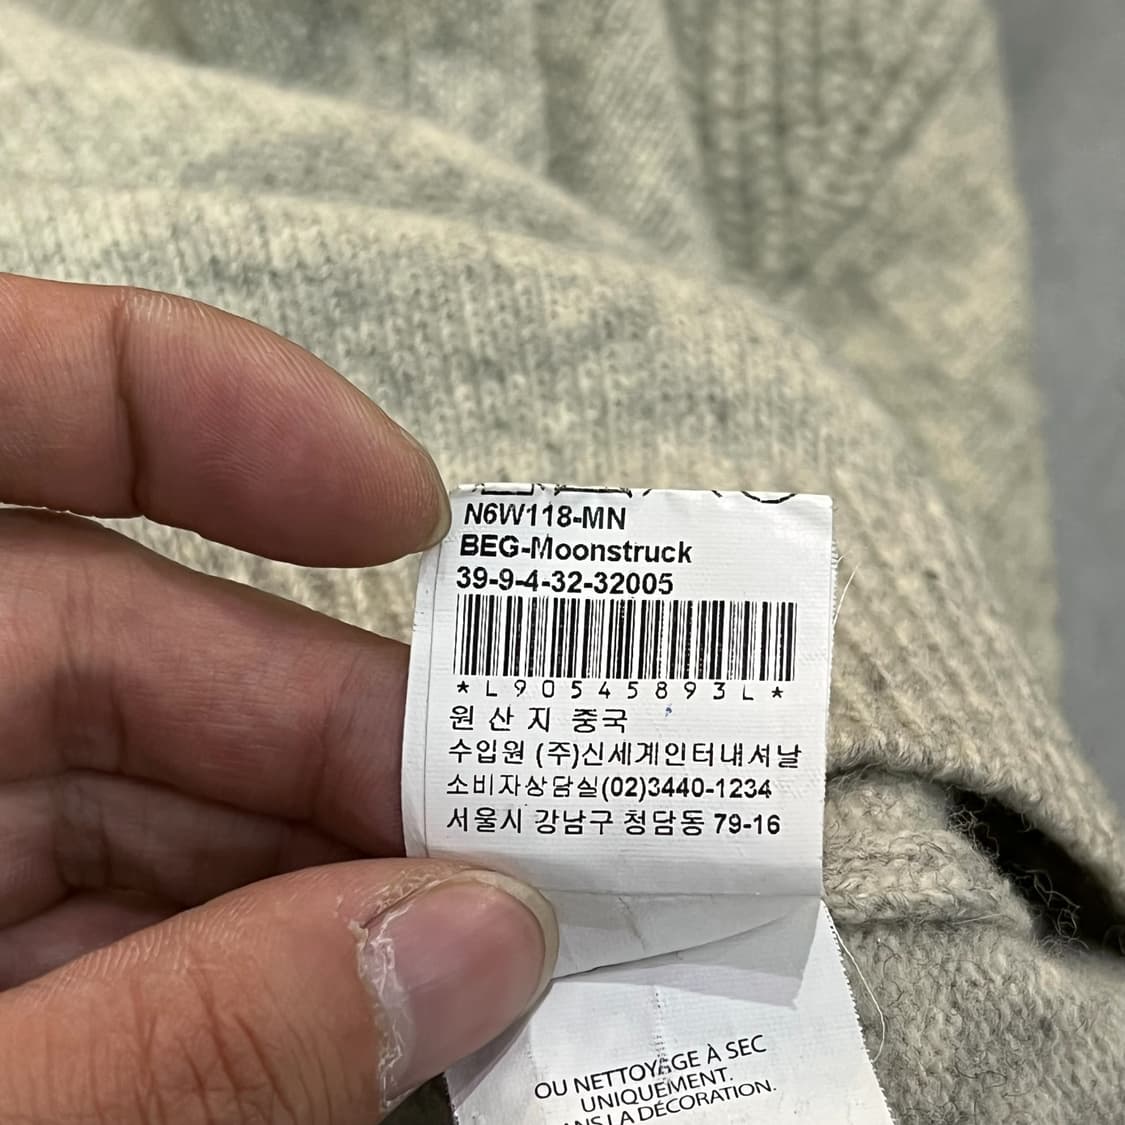 N6W118-MN
BEG-Moonstruck
39-9-4-32-32005
*L90545893L*
원산지 중국
수입원 (주)신세계인터내셔날
소비자상담실(02)3440-1234
서울시 강남구 청담동 79-16
OU NETTOYAGE À SEC
UNIQUEMENT.
LA DÉCORATION.